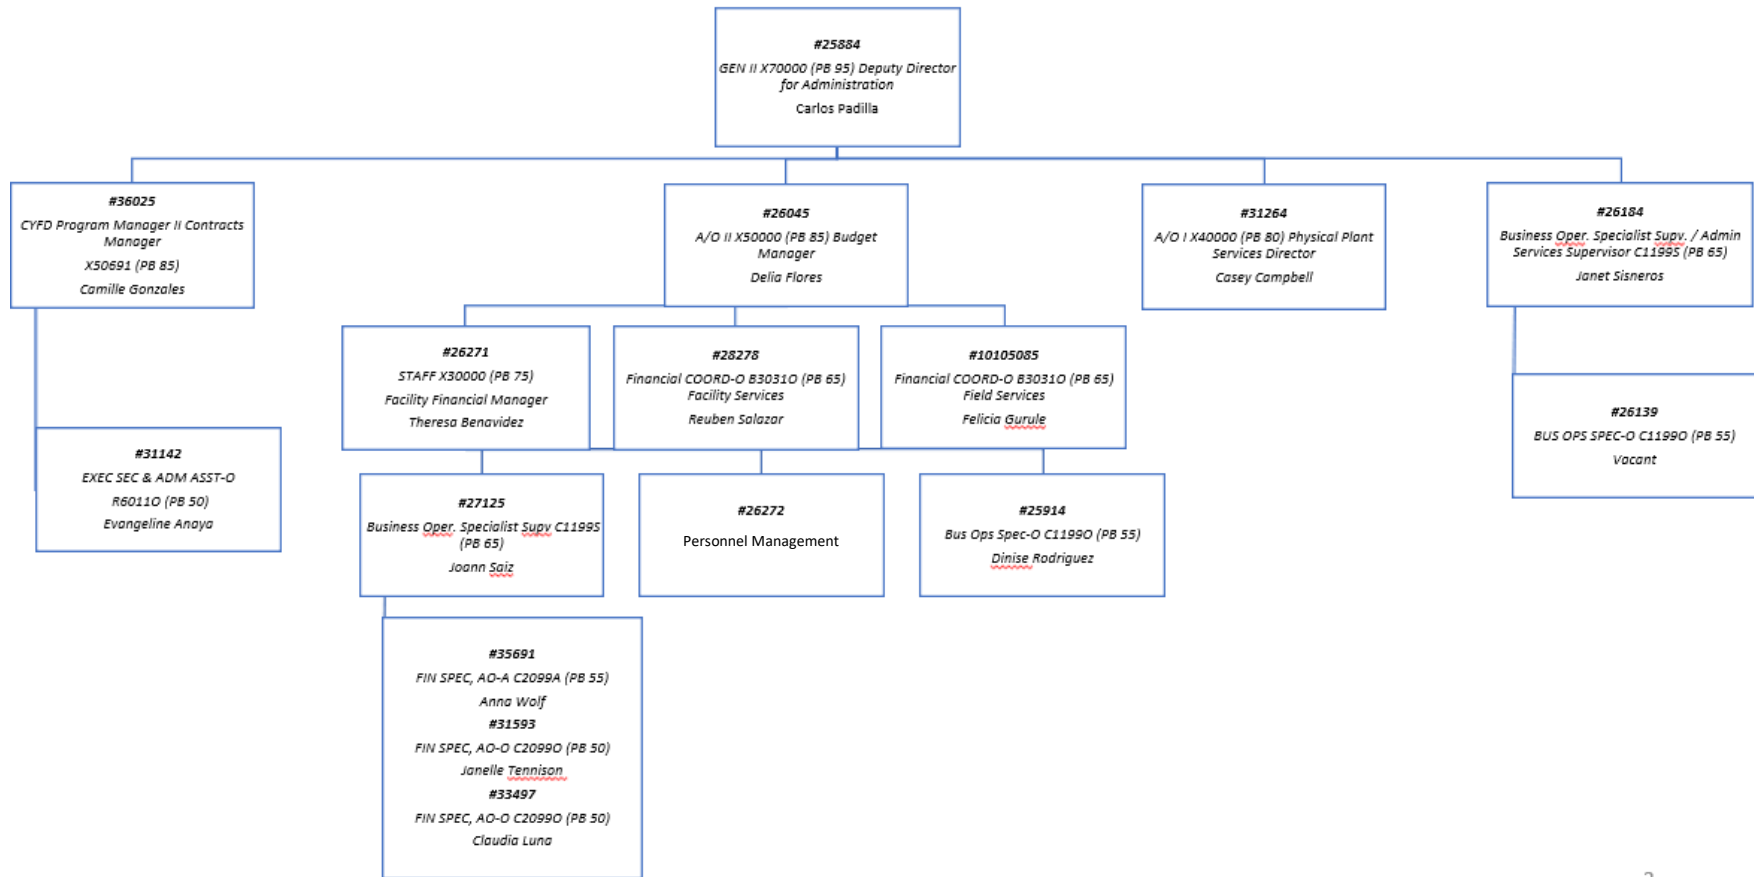 #25884
GEN II X70000 (PB 95) Deputy Director
for Administration
Carlos Padilla
#36025
CYFD Program Manager II Contracts
Manager
X50691 (PB 85)
Camille Gonzales
#26045
A/O II X50000 (PB 85) Budget
Manager
Delia Flores
#31264
A/O I X40000 (PB 80) Physical Plant
Services Director
Casey Campbell
#26184
Business Oper. Specialist Supv. / Admin
Services Supervisor C1199S (PB 65)
Janet Sisneros
#26271
STAFF X30000 (PB 75)
Facility Financial Manager
Theresa Benavidez
#28278
Financial COORD-O B3031O (PB 65)
Facility Services
Reuben Salazar
#10105085
Financial COORD-O B3031O (PB 65)
Field Services
Felicia Gurule
#26139
BUS OPS SPEC-O C1199O (PB 55)
Vacant
#31142
EXEC SEC & ADM ASST-O
R6011O (PB 50)
Evangeline Anaya
#27125
Business Oper. Specialist Supv C1199S
(PB 65)
Joann Saiz
#26272
Personnel Management
#25914
Bus Ops Spec-O C1199O (PB 55)
Dinise Rodriguez
#35691
FIN SPEC, AO-A C2099A (PB 55)
Anna Wolf
#31593
FIN SPEC, AO-O C2099O (PB 50)
Janelle Tennison
#33497
FIN SPEC, AO-O C2099O (PB 50)
Claudia Luna